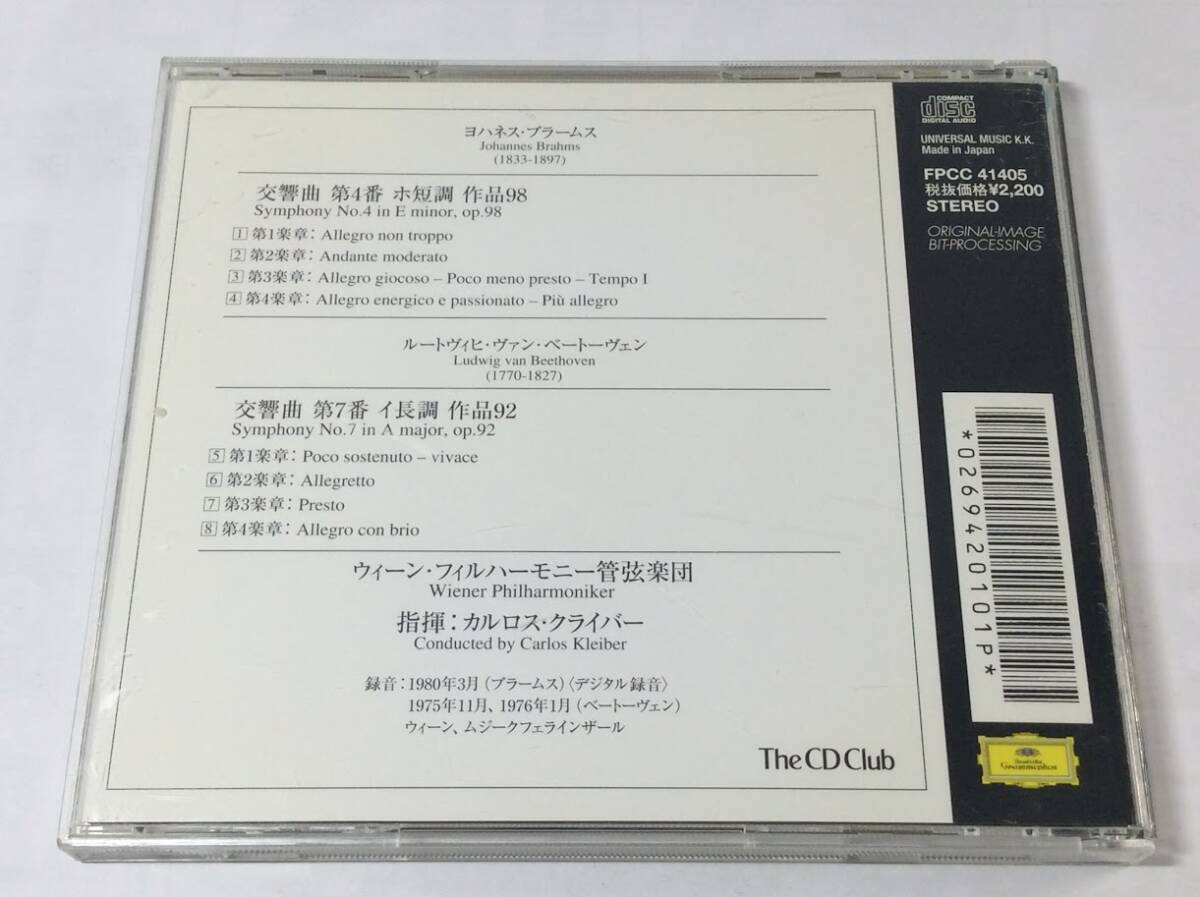 ヨハネス・ブラームス
Johannes Brahms
(1833-1897)
交響曲 第4番 ホ短調 作品98
Symphony No.4 in E minor, op.98
1 第1楽章: Allegro non troppo
2 第2楽章: Andante moderato
3 第3楽章: Allegro giocoso – Poco meno presto – Tempo I
4 第4楽章: Allegro energico e passionato – Più allegro
ルートヴィヒ・ヴァン・ベートーヴェン
Ludwig van Beethoven
(1770-1827)
交響曲 第7番 イ長調 作品92
Symphony No.7 in A major, op.92
5 第1楽章: Poco sostenuto – vivace
6 第2楽章: Allegretto
7 第3楽章: Presto
8 第4楽章: Allegro con brio
ウィーン・フィルハーモニー管弦楽団
Wiener Philharmoniker
指揮:カルロス・クライバー
Conducted by Carlos Kleiber
録音:1980年3月(ブラームス)〈デジタル録音〉
1975年11月、1976年1月(ベートーヴェン)
ウィーン、ムジークフェラインザール
The CD Club
COMPACT
disc
DIGITAL AUDIO
UNIVERSAL MUSIC K.K.
Made in Japan
FPCC 41405
税抜価格¥2,200
STEREO
ORIGINAL-IMAGE
BIT-PROCESSING
*026942010 1P*
Deutsche
Grammophon